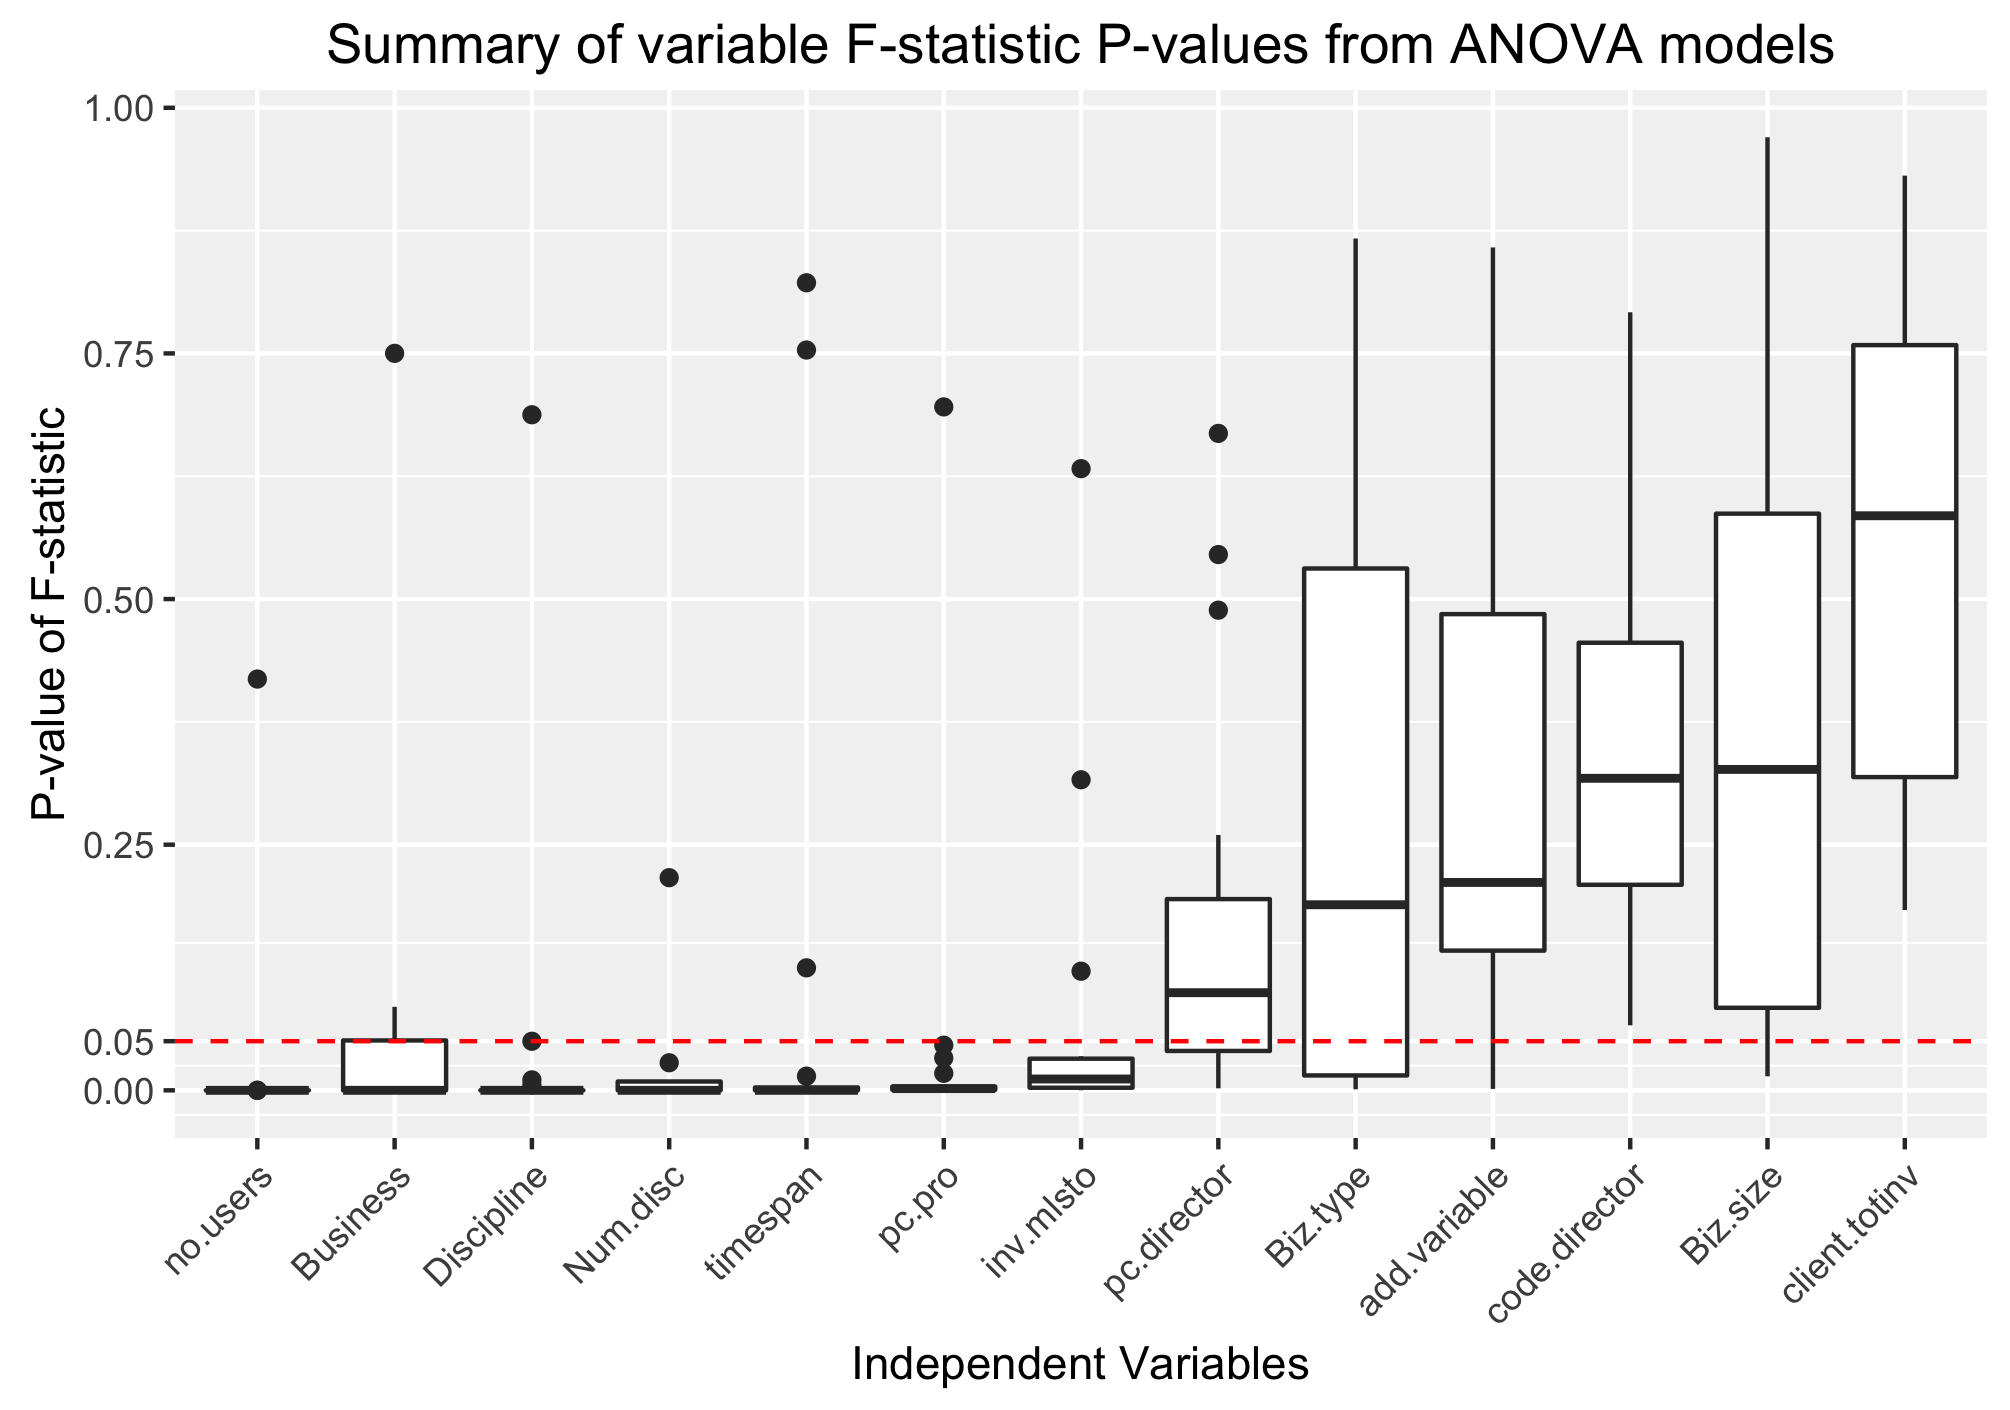 Summary of variable F-statistic P-values from ANOVA models
P-value of F-statistic
1.00
0.75
0.50
0.25
0.05
0.00
no.users
Business
Discipline
Num.disc
timespan
pc.pro
inv.mlsto
pc.director
Biz.type
add.variable
code.director
Biz.size
client.totinv
Independent Variables